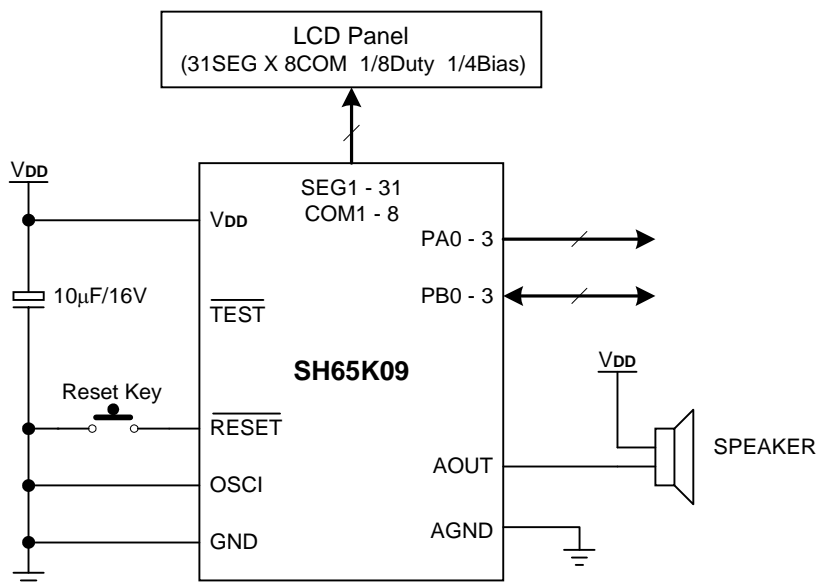 LCD Panel
(31SEG X 8COM 1/8Duty 1/4Bias)
VDD
SEG1 - 31
COM1 - 8
VDD
PA0 - 3
10μF/16V
PB0 - 3
TEST
SH65K09
VDD
Reset Key
RESET
SPEAKER
AOUT
OSCI
AGND
GND